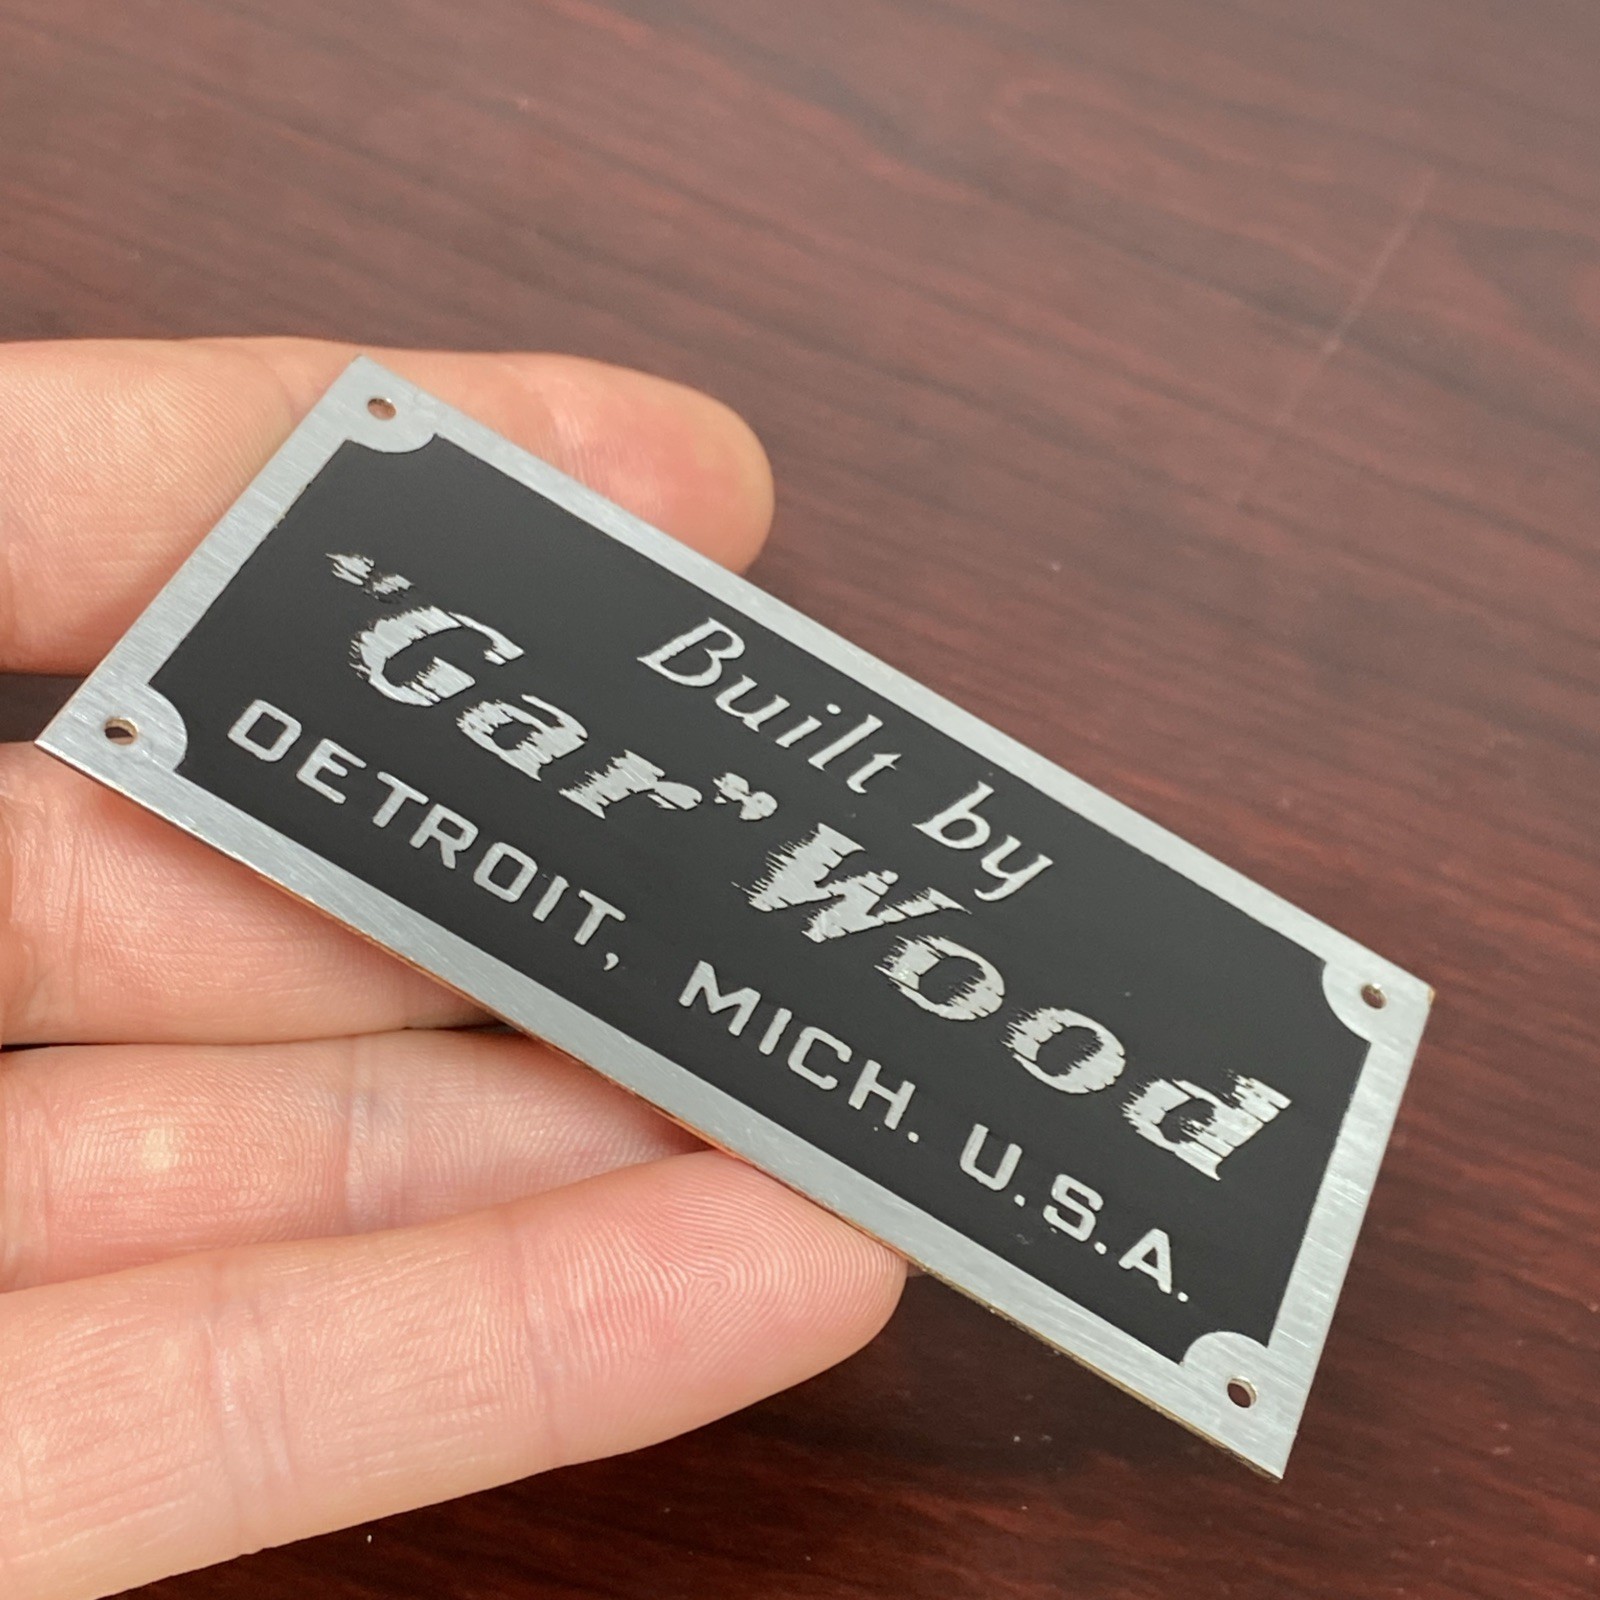 Built by
"Gar" Wood
DETROIT, MICH. U.S.A.